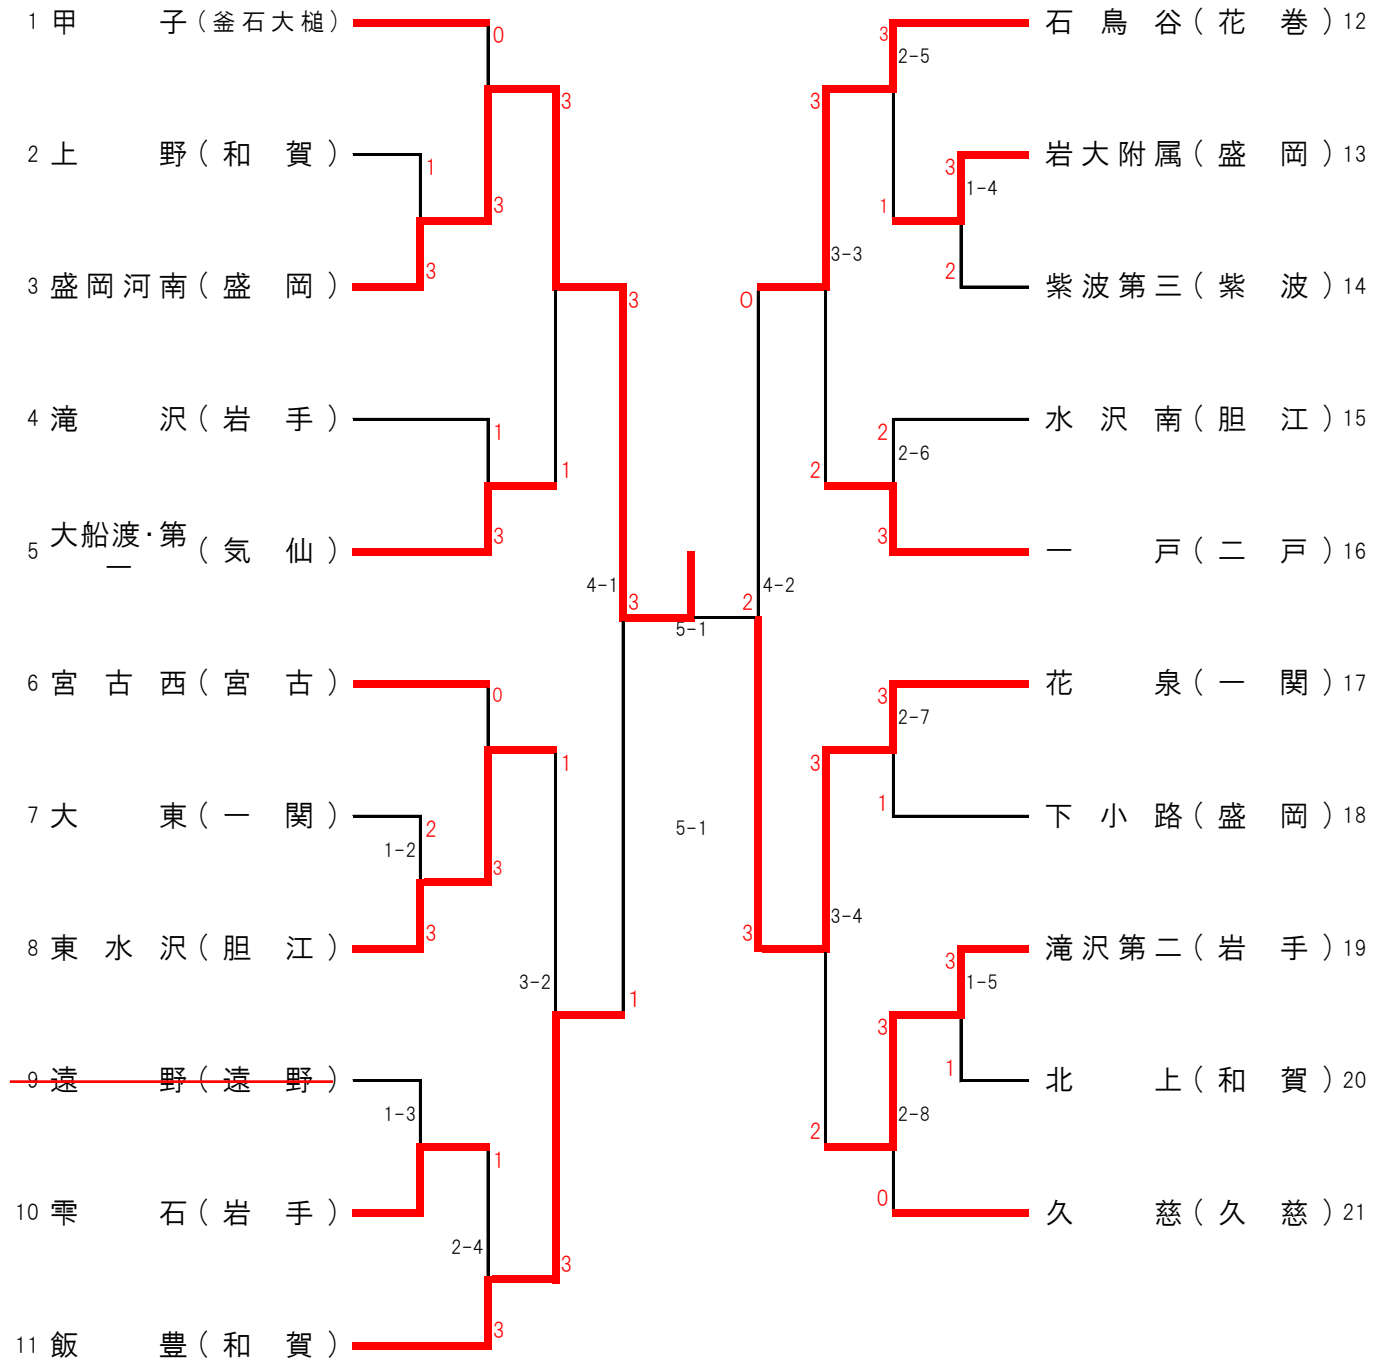 1 甲 子（釜石大槌）
0
2 上 野（和 賀）
1
3 盛岡河南（盛 岡）
3
3
3
4 滝 沢（岩 手）
1
5 大船渡・第一（気 仙）
3
1
3
6 宮 古 西（宮 古）
0
7 大 東（一 関）
2
1-2
8 東 水 沢（胆 江）
3
3
1
3-2
9 遠 野（遠 野）
1-3
10 雫 石（岩 手）
1
2-4
11 飯 豊（和 賀）
3
3
1
4-1
3
5-1
5-1
2
4-2
石 鳥 谷（花 巻）12
3
2-5
岩大附属（盛 岡）13
3
1-4
紫波第三（紫 波）14
2
1
3
3-3
0
水 沢 南（胆 江）15
2
2-6
一 戸（二 戸）16
3
2
花 泉（一 関）17
3
2-7
下 小 路（盛 岡）18
1
3
3-4
3
滝沢第二（岩 手）19
3
1-5
北 上（和 賀）20
1
3
2-8
2
久 慈（久 慈）21
0